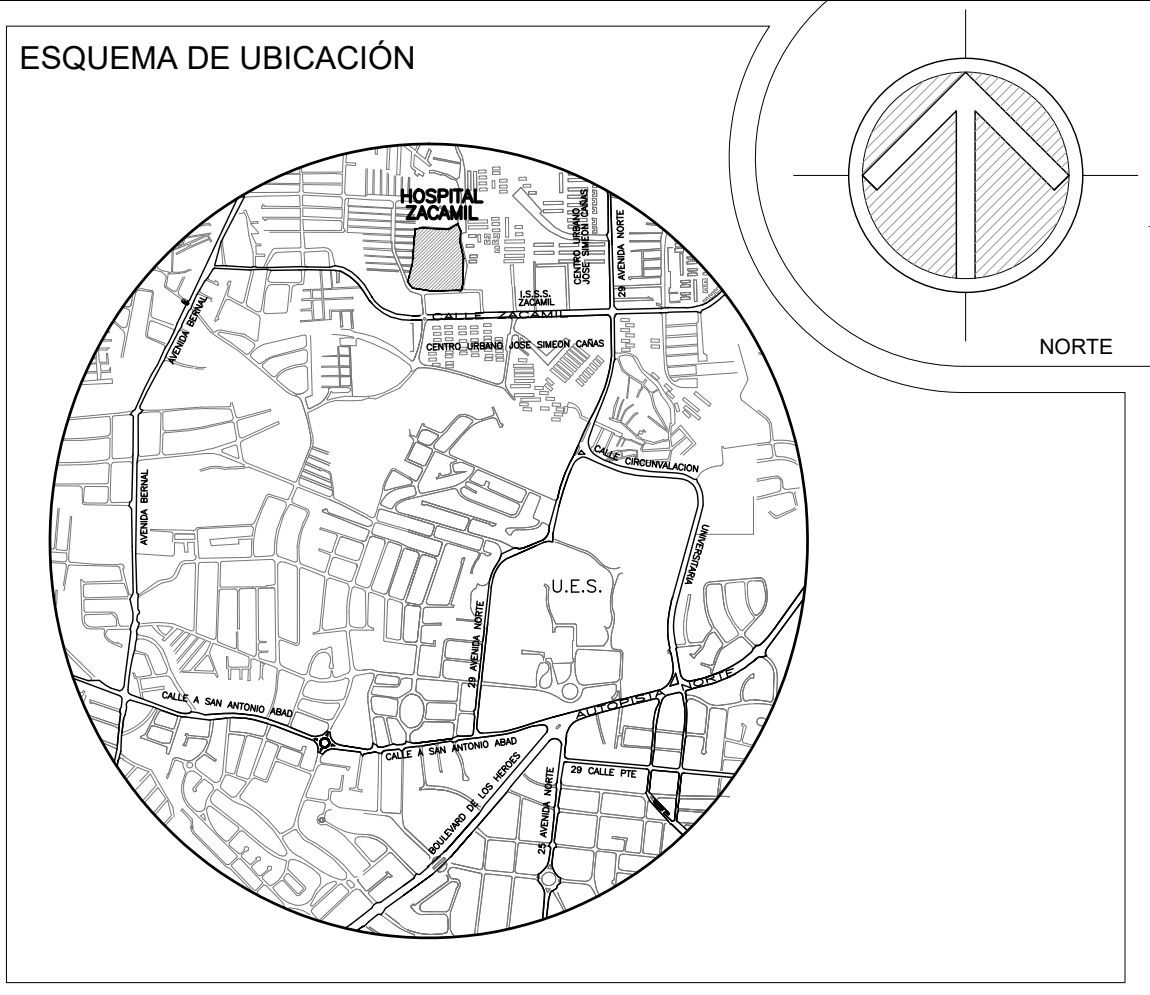 ESQUEMA DE UBICACIÓN
NORTE
HOSPITAL
ZACAMIL
CENTRO URBANO
JOSE SIMEON CAÑAS
29 AVENIDA NORTE
I.S.S.S.
ZACAMIL
CALLE ZACAMIL
AVENIDA BERNAL
CENTRO URBANO JOSE SIMEON CAÑAS
CALLE CIRCUNVALACION
AVENIDA BERNAL
UNIVERSITARIA
U.E.S.
29 AVENIDA NORTE
AUTOPISTA NORTE
CALLE A SAN ANTONIO ABAD
CALLE A SAN ANTONIO ABAD
BOULEVARD DE LOS HEROES
29 CALLE PTE
25 AVENIDA NORTE